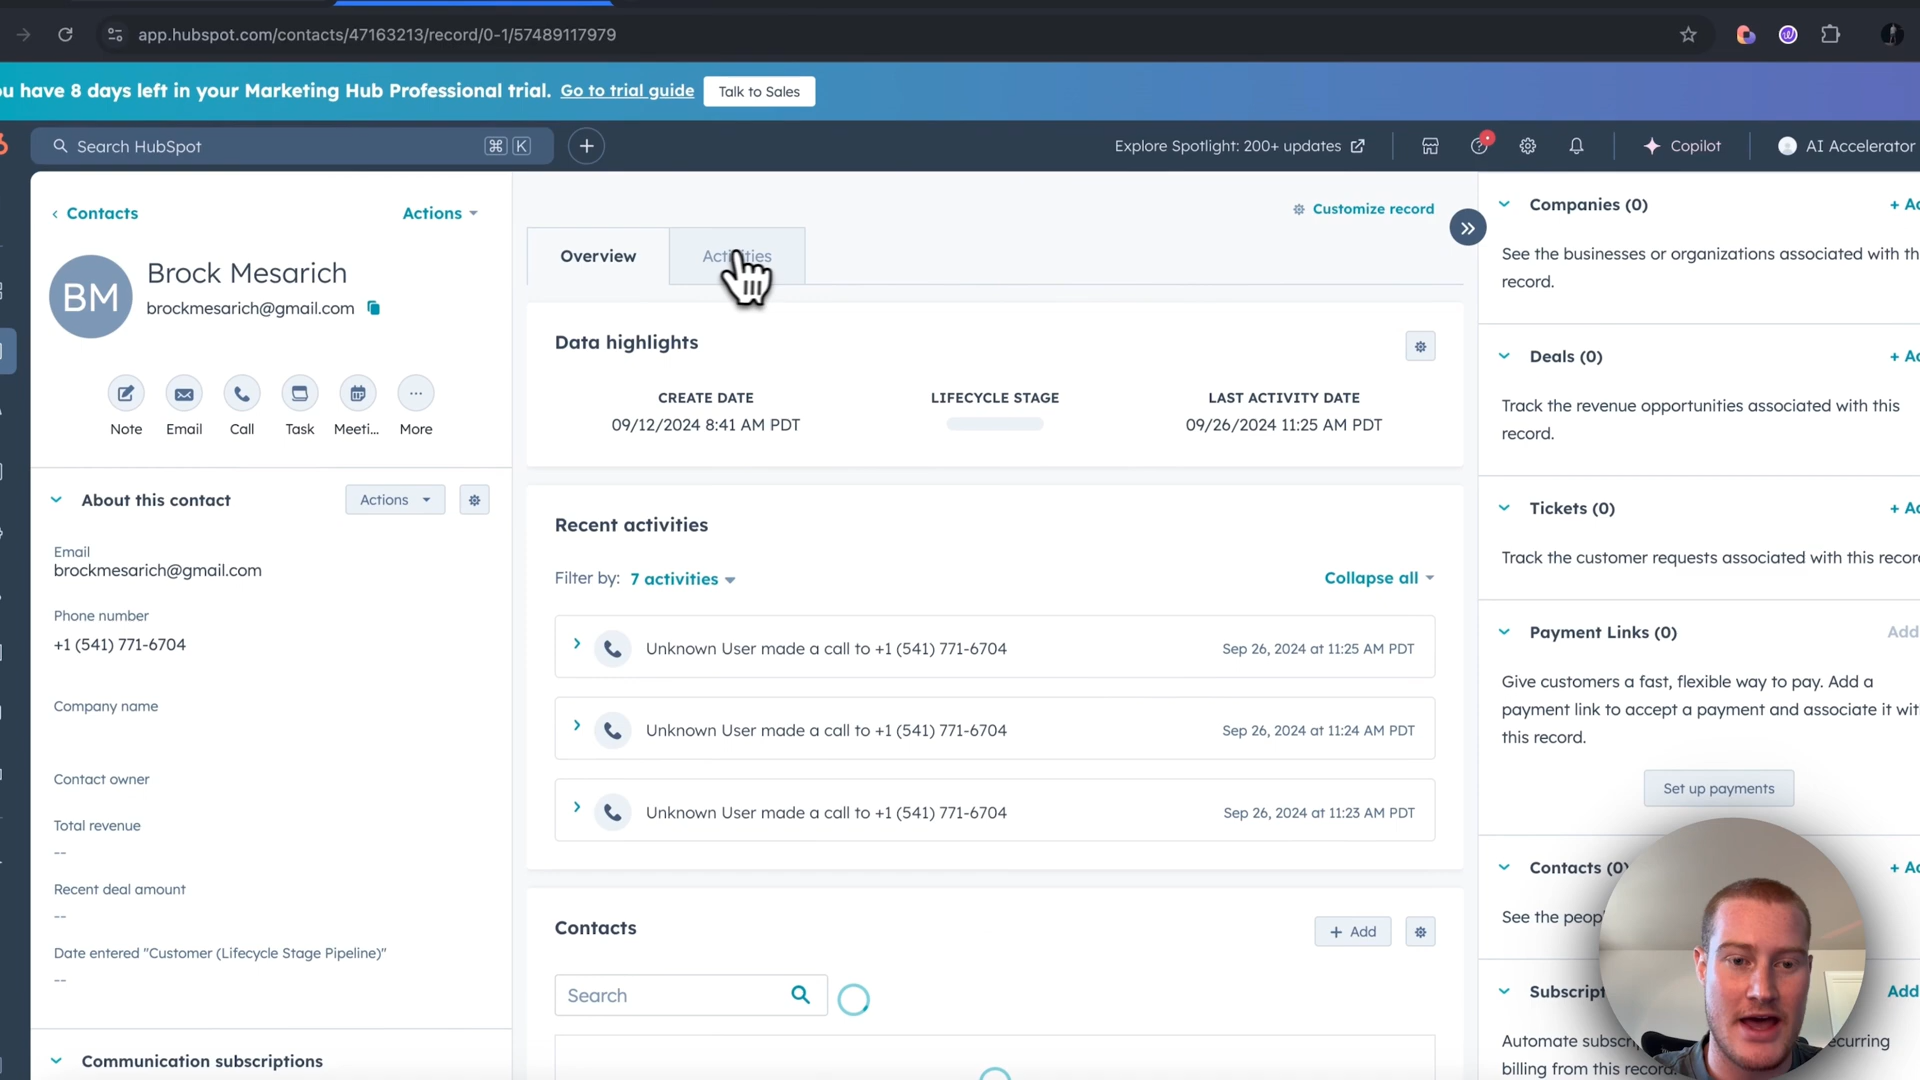 app.hubspot.com/contacts/47163213/record/0-1/57489117979
u have 8 days left in your Marketing Hub Professional trial. Go to trial guide Talk to Sales
Search HubSpot ⌘ K
Explore Spotlight: 200+ updates
Copilot
AI Accelerator
Contacts
Actions
BM
Brock Mesarich
brockmesarich@gmail.com
Note Email Call Task Meeti... More
About this contact
Actions
Email
brockmesarich@gmail.com
Phone number
+1 (541) 771-6704
Company name
Contact owner
Total revenue
--
Recent deal amount
--
Date entered "Customer (Lifecycle Stage Pipeline)"
--
Communication subscriptions
Customize record
Overview Activities
Data highlights
CREATE DATE LIFECYCLE STAGE LAST ACTIVITY DATE
09/12/2024 8:41 AM PDT 09/26/2024 11:25 AM PDT
Recent activities
Filter by: 7 activities Collapse all
Unknown User made a call to +1 (541) 771-6704 Sep 26, 2024 at 11:25 AM PDT
Unknown User made a call to +1 (541) 771-6704 Sep 26, 2024 at 11:24 AM PDT
Unknown User made a call to +1 (541) 771-6704 Sep 26, 2024 at 11:23 AM PDT
Contacts + Add
Search
Companies (0) + Ad
See the businesses or organizations associated with th
record.
Deals (0) + Ad
Track the revenue opportunities associated with this
record.
Tickets (0) + Ad
Track the customer requests associated with this recor
Payment Links (0) Add
Give customers a fast, flexible way to pay. Add a
payment link to accept a payment and associate it wit
this record.
Set up payments
Contacts (0) + Ad
See the peop
Subscript Add
Automate subscri ecurring
billing from this record.